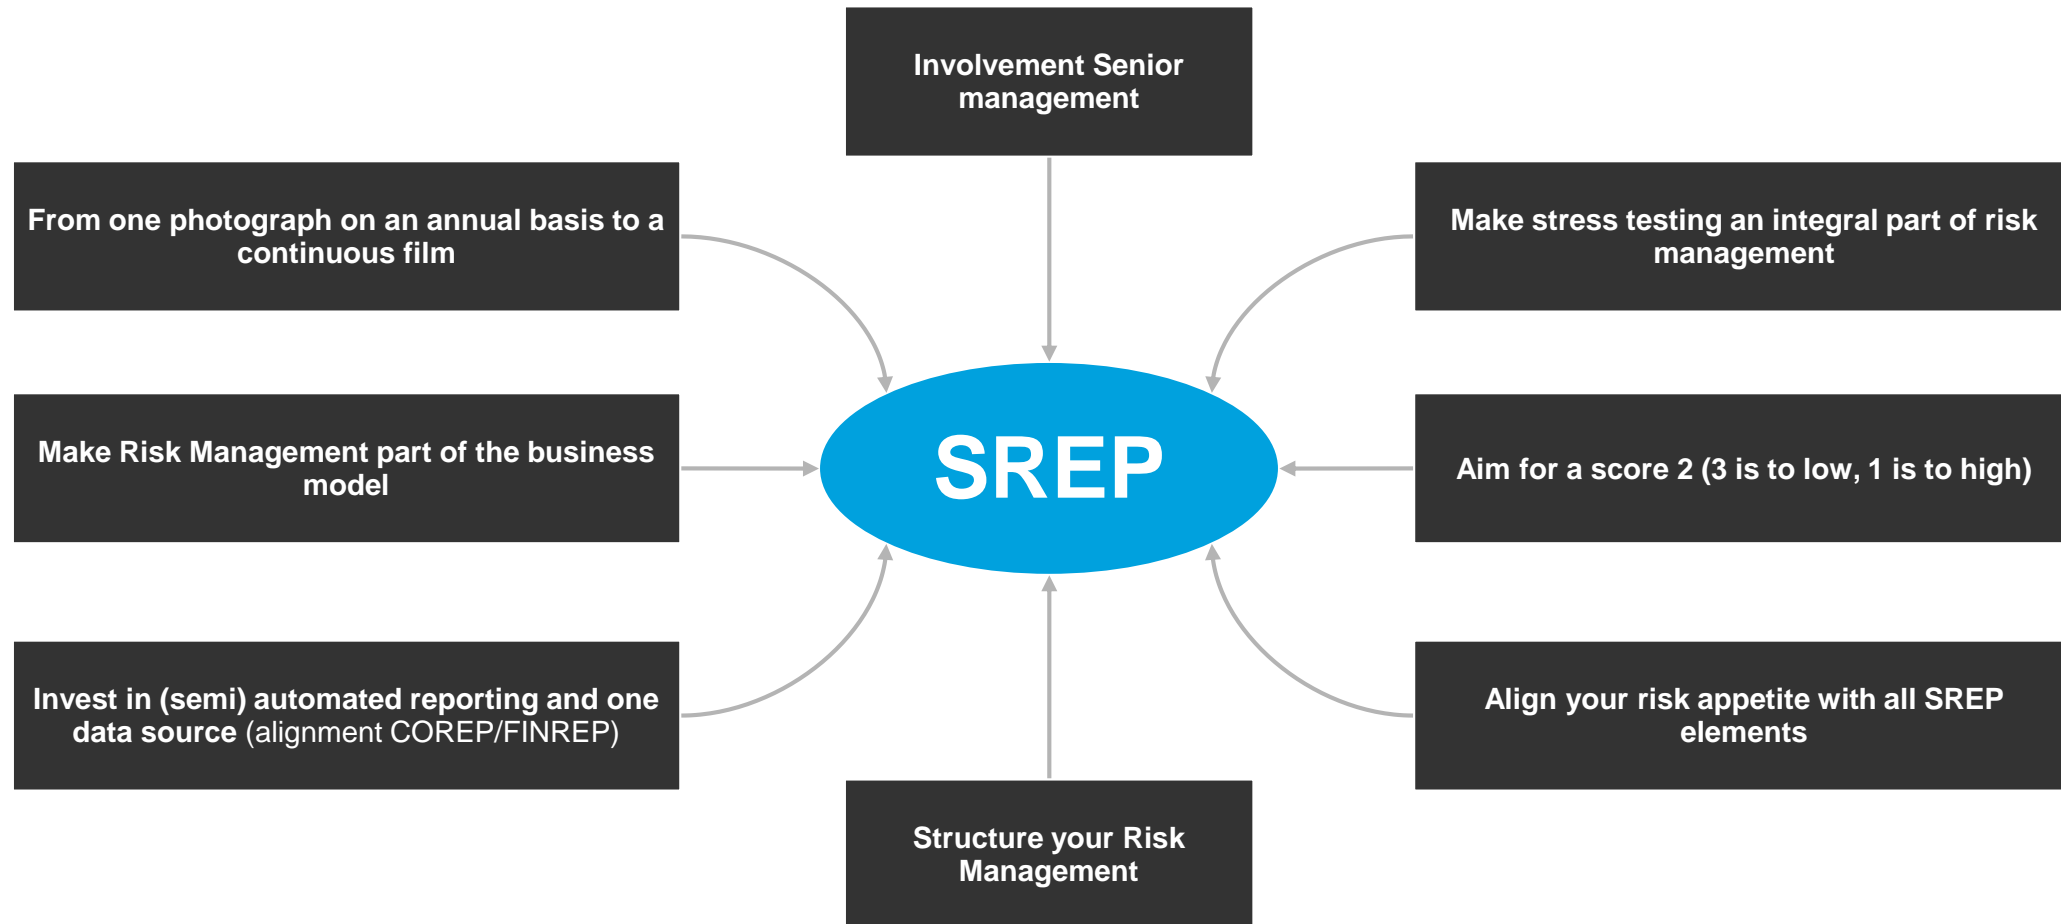 Involvement Senior
management
From one photograph on an annual basis to a
continuous film
Make stress testing an integral part of risk
management
Make Risk Management part of the business
model
SREP
Aim for a score 2 (3 is to low, 1 is to high)
Invest in (semi) automated reporting and one
data source (alignment COREP/FINREP)
Align your risk appetite with all SREP
elements
Structure your Risk
Management